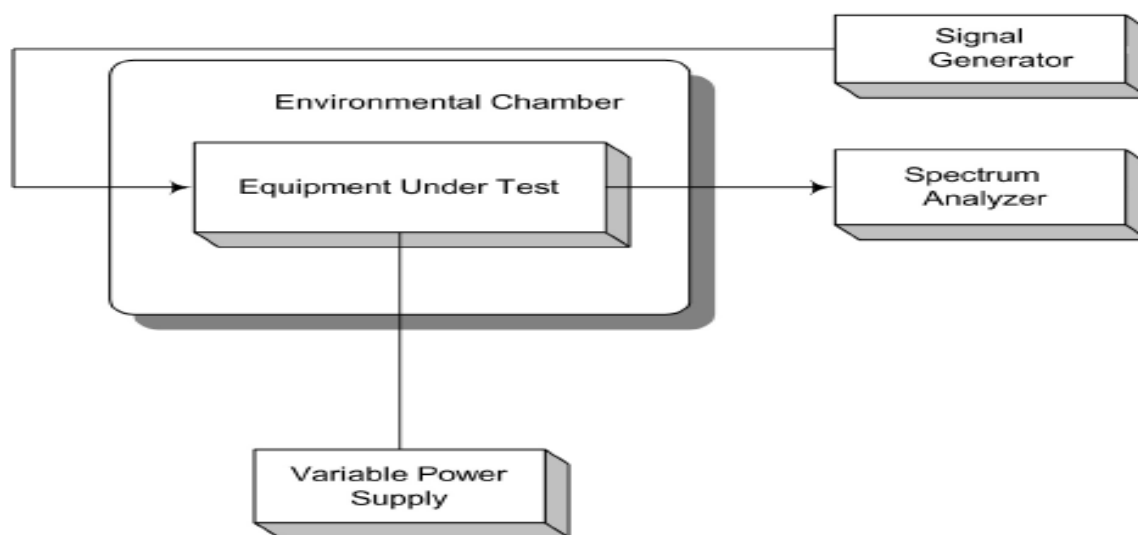 Signal
Generator
Environmental Chamber
Equipment Under Test
Spectrum
Analyzer
Variable Power
Supply